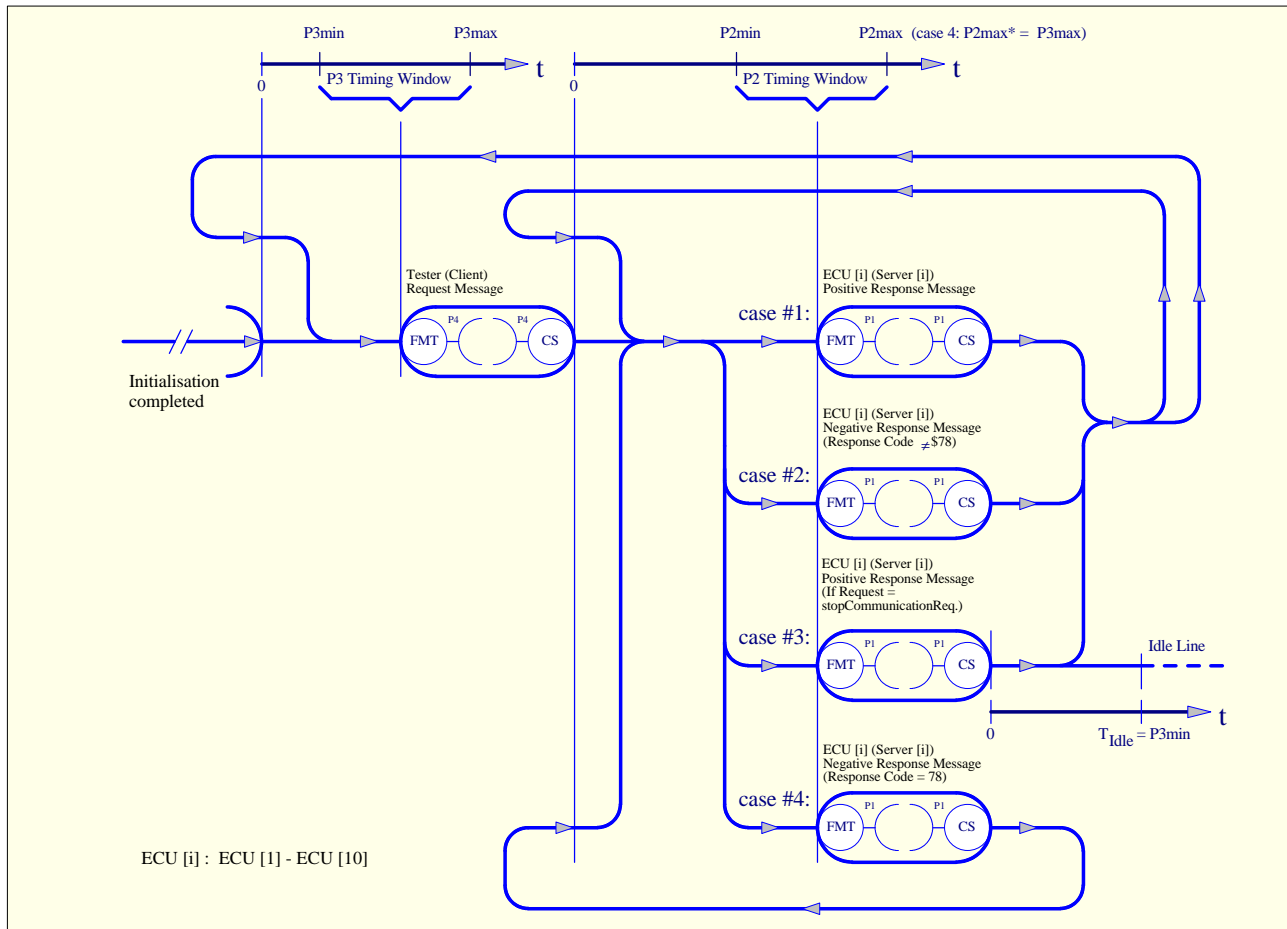 P3min
P3max
P2min
P2max (case 4: P2max* = P3max)
t
t
0
P3 Timing Window
0
P2 Timing Window
Tester (Client)
Request Message
FMT
P4
P4
CS
Initialisation
completed
ECU [i] (Server [i])
Positive Response Message
case #1:
FMT
P1
P1
CS
ECU [i] (Server [i])
Negative Response Message
(Response Code ≠$78)
case #2:
FMT
P1
P1
CS
ECU [i] (Server [i])
Positive Response Message
(If Request =
stopCommunicationReq.)
case #3:
FMT
P1
P1
CS
Idle Line
t
0
TIdle = P3min
ECU [i] (Server [i])
Negative Response Message
(Response Code = 78)
case #4:
FMT
P1
P1
CS
ECU [i] : ECU [1] - ECU [10]